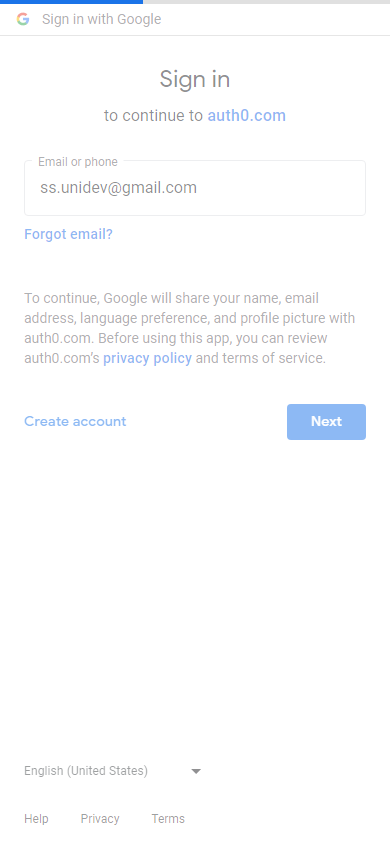 Sign in with Google
Sign in
to continue to auth0.com
Email or phone
ss.unidev@gmail.com
Forgot email?
To continue, Google will share your name, email
address, language preference, and profile picture with
auth0.com. Before using this app, you can review
auth0.com's privacy policy and terms of service.
Create account
Next
English (United States)
Help
Privacy
Terms